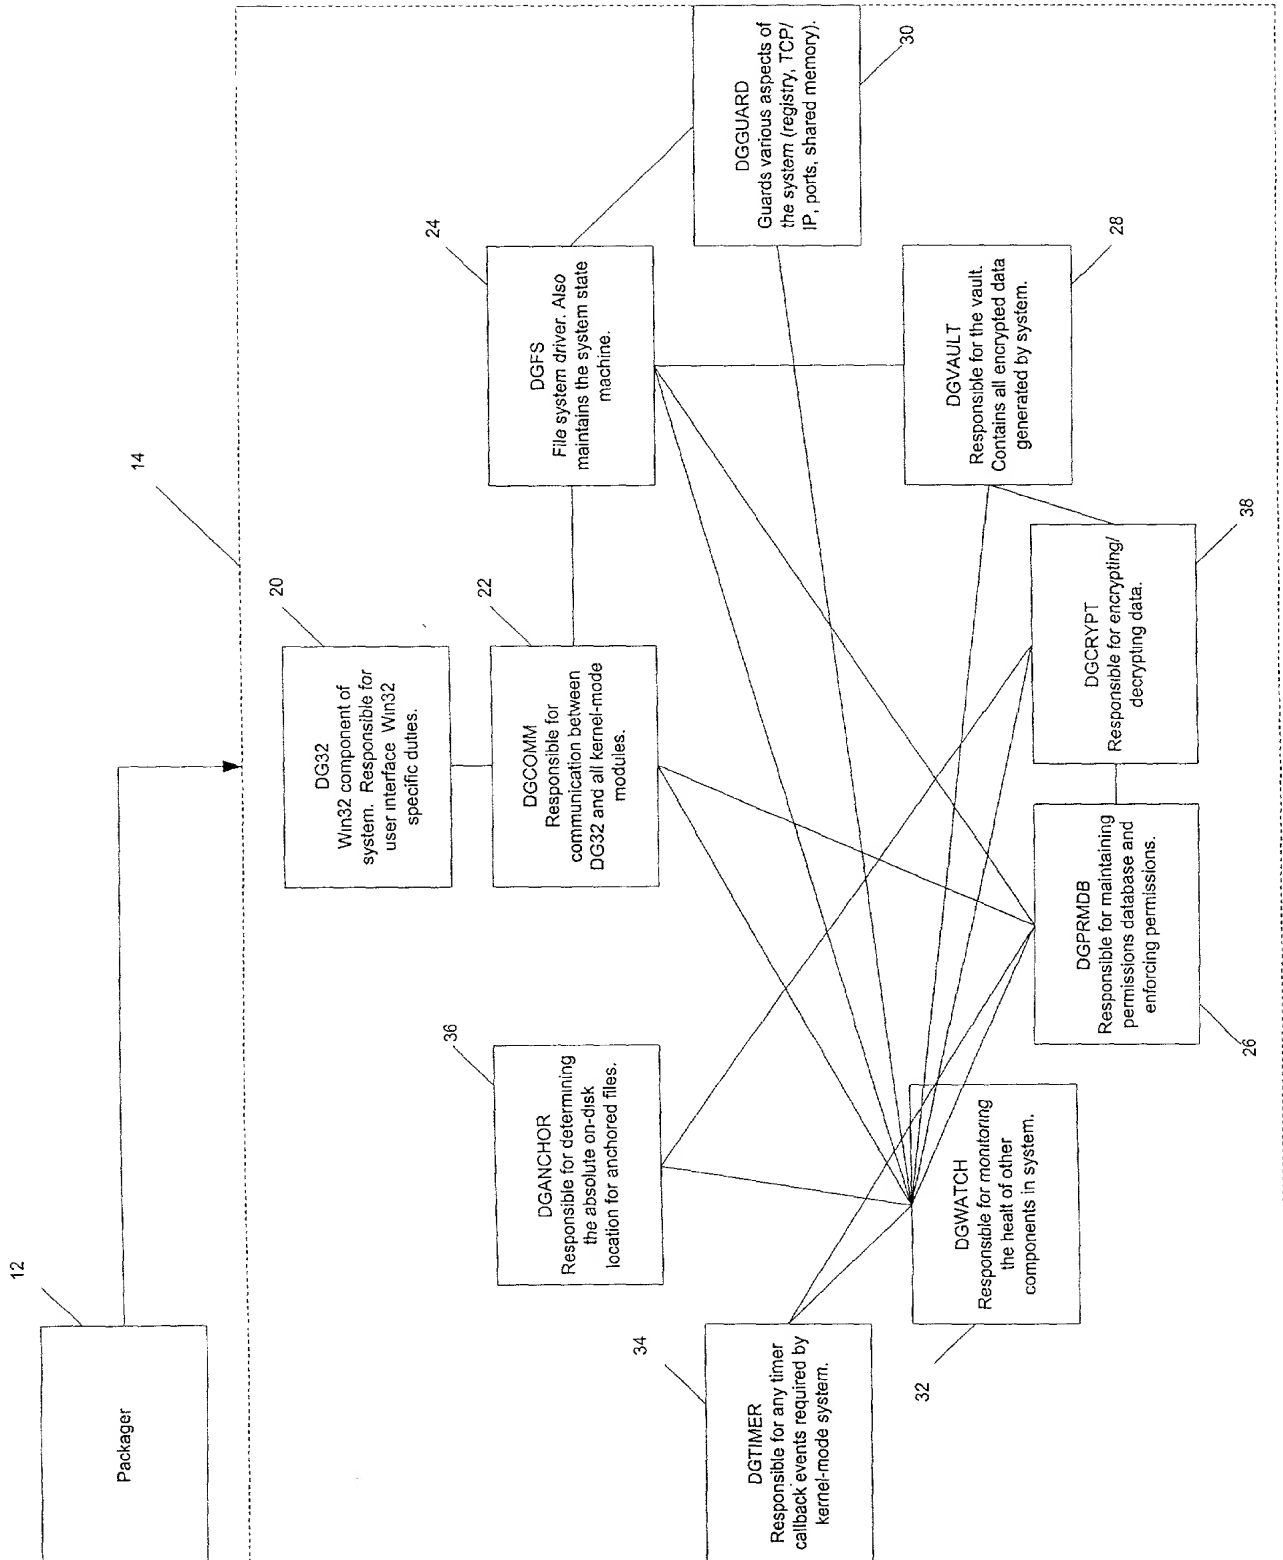 12
Packager
14
20
DG32
Win32 component of
system. Responsible for
user interface Win32
specific duties.
22
DGCOMM
Responsible for
communication between
DG32 and all kernel-mode
modules.
24
DGFS
File system driver. Also
maintains the system state
machine.
30
DGGUARD
Guards various aspects of
the system (registry, TCP/
IP, ports, shared memory).
36
DGANCHOR
Responsible for determining
the absolute on-disk
location for anchored files.
34
DGTIMER
Responsible for any timer
callback events required by
kernel-mode system.
32
DGWATCH
Responsible for monitoring
the healt of other
components in system.
26
DGPRMDB
Responsible for maintaining
permissions database and
enforcing permissions.
38
DGCRYPT
Responsible for encrypting/
decrypting data.
28
DGVAULT
Responsible for the vault.
Contains all encrypted data
generated by system.